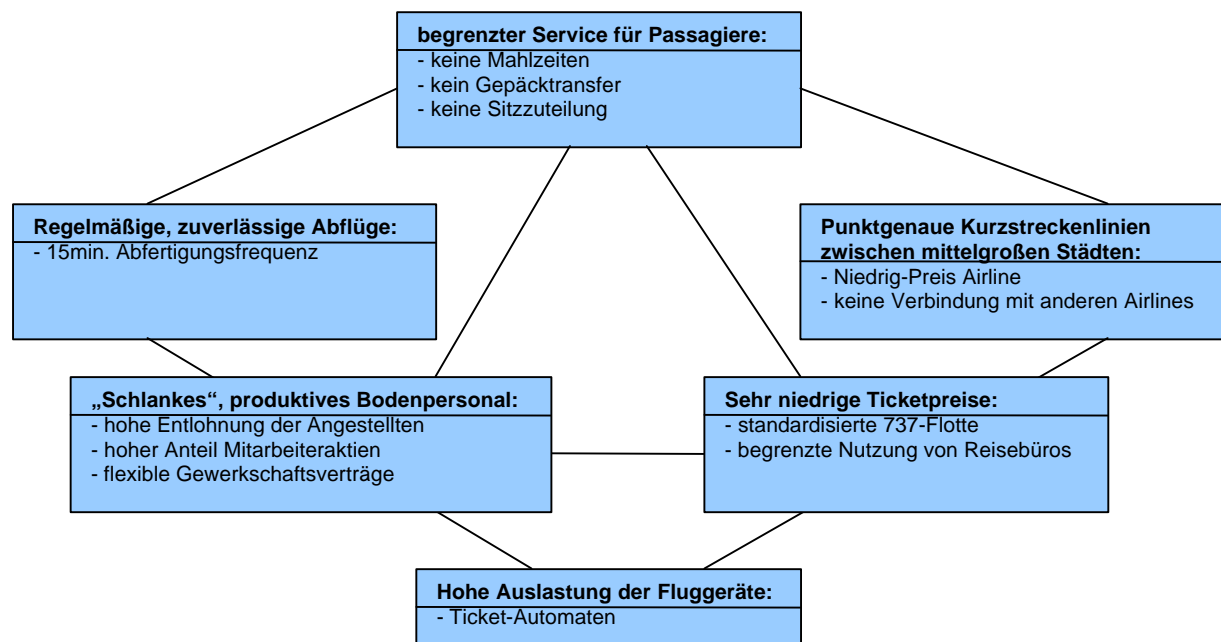 begrenzter Service für Passagiere:
- keine Mahlzeiten
- kein Gepäcktransfer
- keine Sitzzuteilung
Regelmäßige, zuverlässige Abflüge:
- 15min. Abfertigungsfrequenz
Punktgenaue Kurzstreckenlinien
zwischen mittelgroßen Städten:
- Niedrig-Preis Airline
- keine Verbindung mit anderen Airlines
„Schlankes“, produktives Bodenpersonal:
- hohe Entlohnung der Angestellten
- hoher Anteil Mitarbeiteraktien
- flexible Gewerkschaftsverträge
Sehr niedrige Ticketpreise:
- standardisierte 737-Flotte
- begrenzte Nutzung von Reisebüros
Hohe Auslastung der Fluggeräte:
- Ticket-Automaten